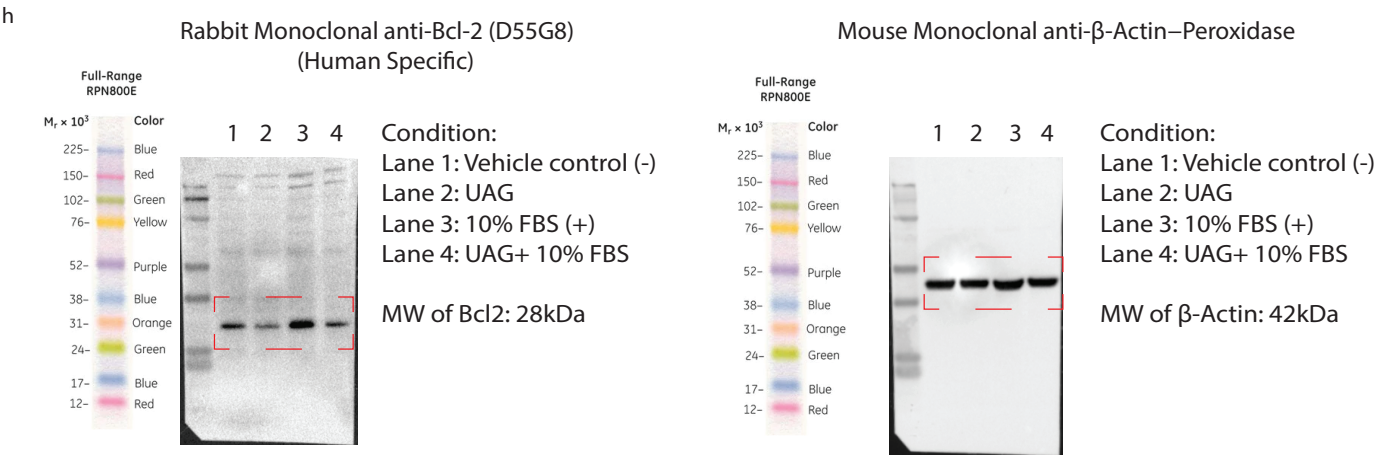 h
Rabbit Monoclonal anti-Bcl-2 (D55G8)
(Human Specific)
Full-Range
RPN800E
Mr × 10³ Color
225– Blue
150– Red
102– Green
76– Yellow
52– Purple
38– Blue
31– Orange
24– Green
17– Blue
12– Red
1 2 3 4
Condition:
Lane 1: Vehicle control (-)
Lane 2: UAG
Lane 3: 10% FBS (+)
Lane 4: UAG+ 10% FBS
MW of Bcl2: 28kDa
Mouse Monoclonal anti-β-Actin–Peroxidase
Full-Range
RPN800E
Mr × 10³ Color
225– Blue
150– Red
102– Green
76– Yellow
52– Purple
38– Blue
31– Orange
24– Green
17– Blue
12– Red
1 2 3 4
Condition:
Lane 1: Vehicle control (-)
Lane 2: UAG
Lane 3: 10% FBS (+)
Lane 4: UAG+ 10% FBS
MW of β-Actin: 42kDa